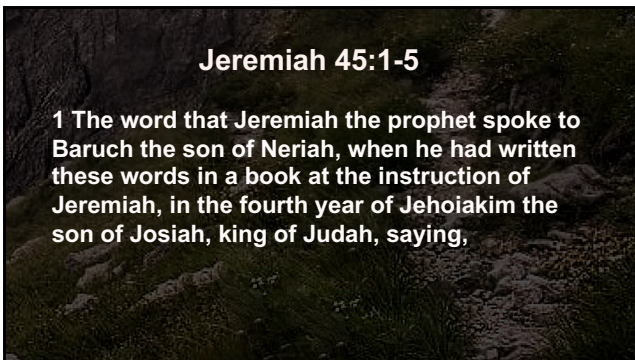 Jeremiah 45:1-5
1 The word that Jeremiah the prophet spoke to
Baruch the son of Neriah, when he had written
these words in a book at the instruction of
Jeremiah, in the fourth year of Jehoiakim the
son of Josiah, king of Judah, saying,